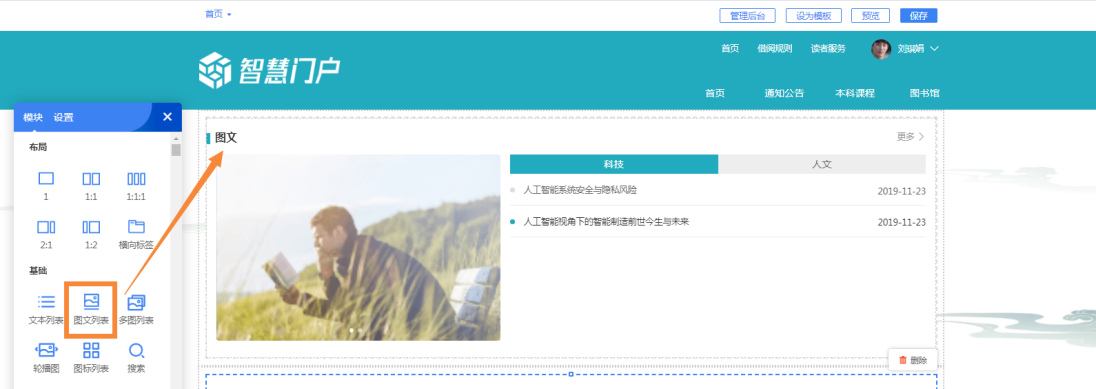 首页
管理后台 设为模板 预览 保存
首页 借阅规则 读者服务
智慧门户
首页 通知公告 本科课程 图书馆
模块 设置
图文
更多
布局
科技 人文
1 1:1 1:1:1
人工智能系统安全与隐私风险 2019-11-23
人工智能视角下的智能制造前世今生与未来 2019-11-23
2:1 1:2 横向标签
基础
文本列表 图文列表 多图列表
轮播图 图标列表 搜索
删除